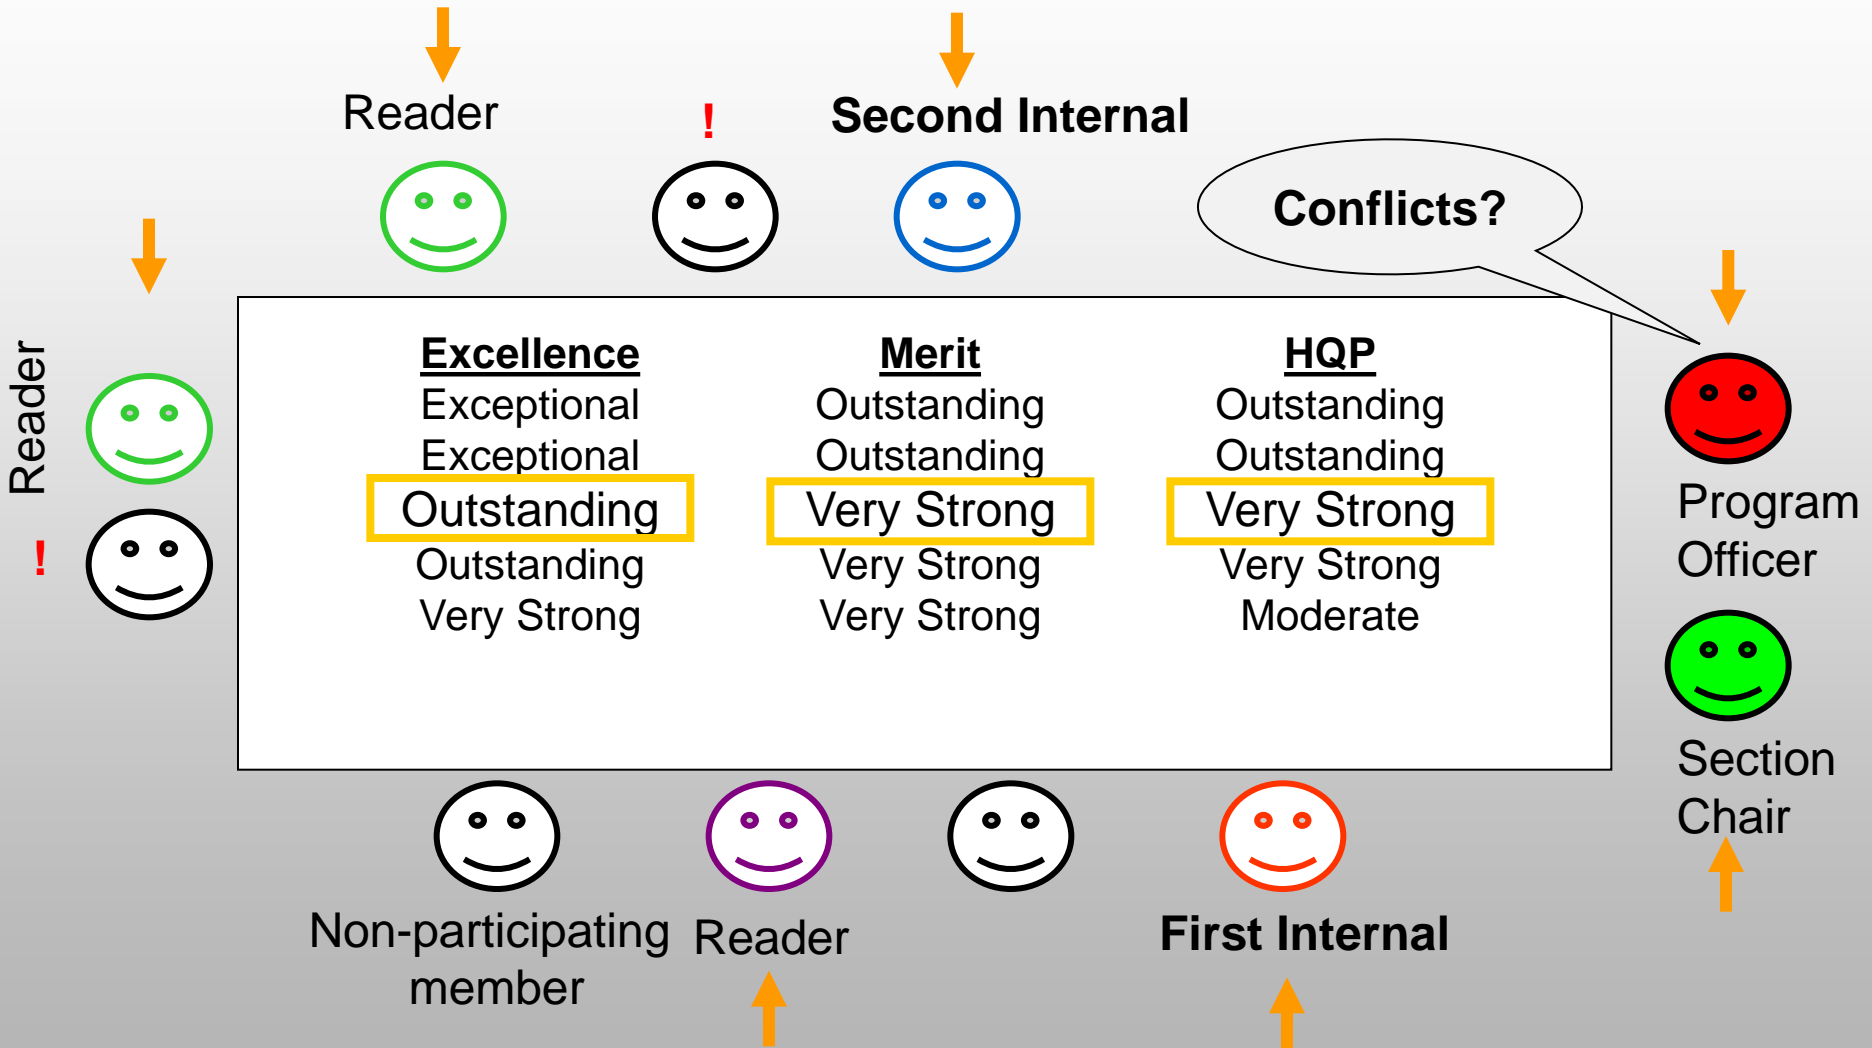 Reader
!
Second Internal
Conflicts?
Reader
!
Excellence
Exceptional
Exceptional
Outstanding
Outstanding
Very Strong
Merit
Outstanding
Outstanding
Very Strong
Very Strong
Very Strong
HQP
Outstanding
Outstanding
Very Strong
Very Strong
Moderate
Program
Officer
Section
Chair
Non-participating
member
Reader
First Internal